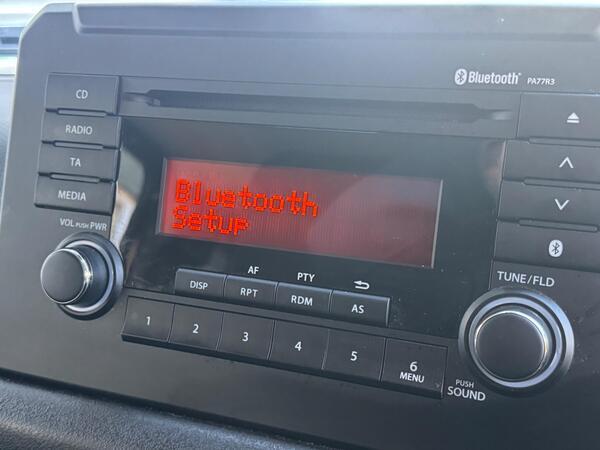 Bluetooth® PA77R3
CD
RADIO
TA
MEDIA
VOL PUSH PWR
Bluetooth
Setup
AF PTY
DISP RPT RDM AS
1 2 3 4 5 6
MENU
TUNE/FLD
PUSH
SOUND